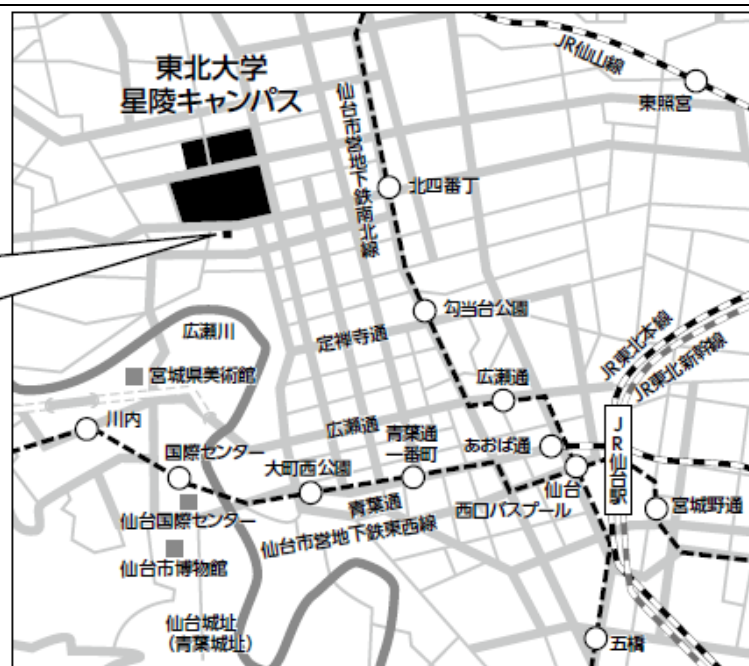 東北大学
星陵キャンパス
JR仙山線
東照宮
仙台市営地下鉄南北線
北四番丁
勾当台公園
広瀬川
定禅寺通
JR東北本線
JR東北新幹線
宮城県美術館
広瀬通
川内
広瀬通
青葉通
一番町
あおば通
JR仙台駅
国際センター
大町西公園
仙台
青葉通
西口バスプール
宮城野通
仙台国際センター
仙台市営地下鉄東西線
仙台市博物館
仙台城址
(青葉城址)
五橋